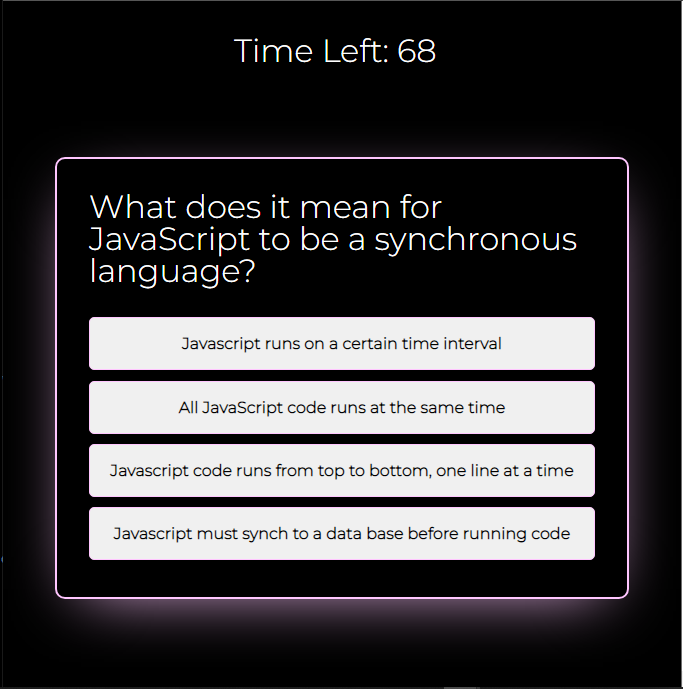 Time Left: 68
What does it mean for
JavaScript to be a synchronous
language?
Javascript runs on a certain time interval
All JavaScript code runs at the same time
Javascript code runs from top to bottom, one line at a time
Javascript must synch to a data base before running code